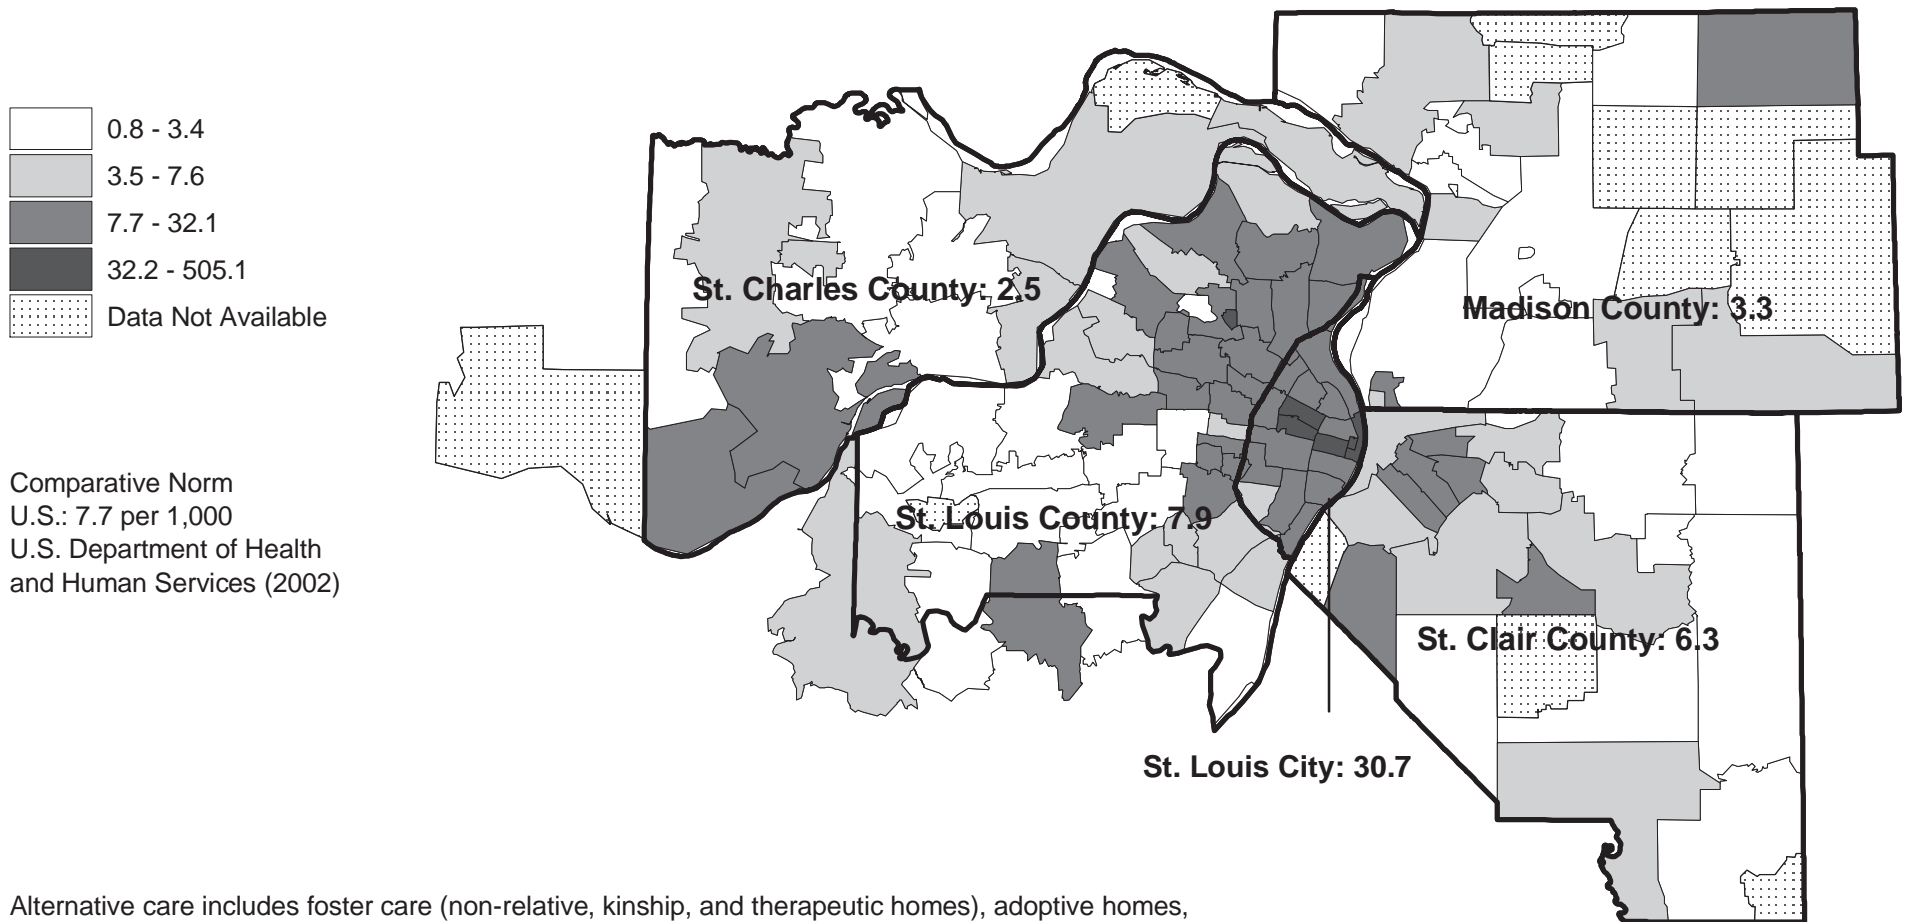 0.8 - 3.4
3.5 - 7.6
7.7 - 32.1
32.2 - 505.1
Data Not Available
St. Charles County: 2.5
Madison County: 3.3
Comparative Norm
U.S.: 7.7 per 1,000
U.S. Department of Health
and Human Services (2002)
St. Louis County: 7.9
St. Clair County: 6.3
St. Louis City: 30.7
Alternative care includes foster care (non-relative, kinship, and therapeutic homes), adoptive homes,